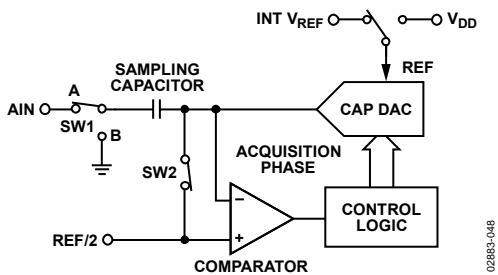 INT VREF
VDD
REF
SAMPLING
CAPACITOR
A
AIN
SW1
B
CAP DAC
ACQUISITION
PHASE
SW2
−
+
REF/2
COMPARATOR
CONTROL
LOGIC
02883-048